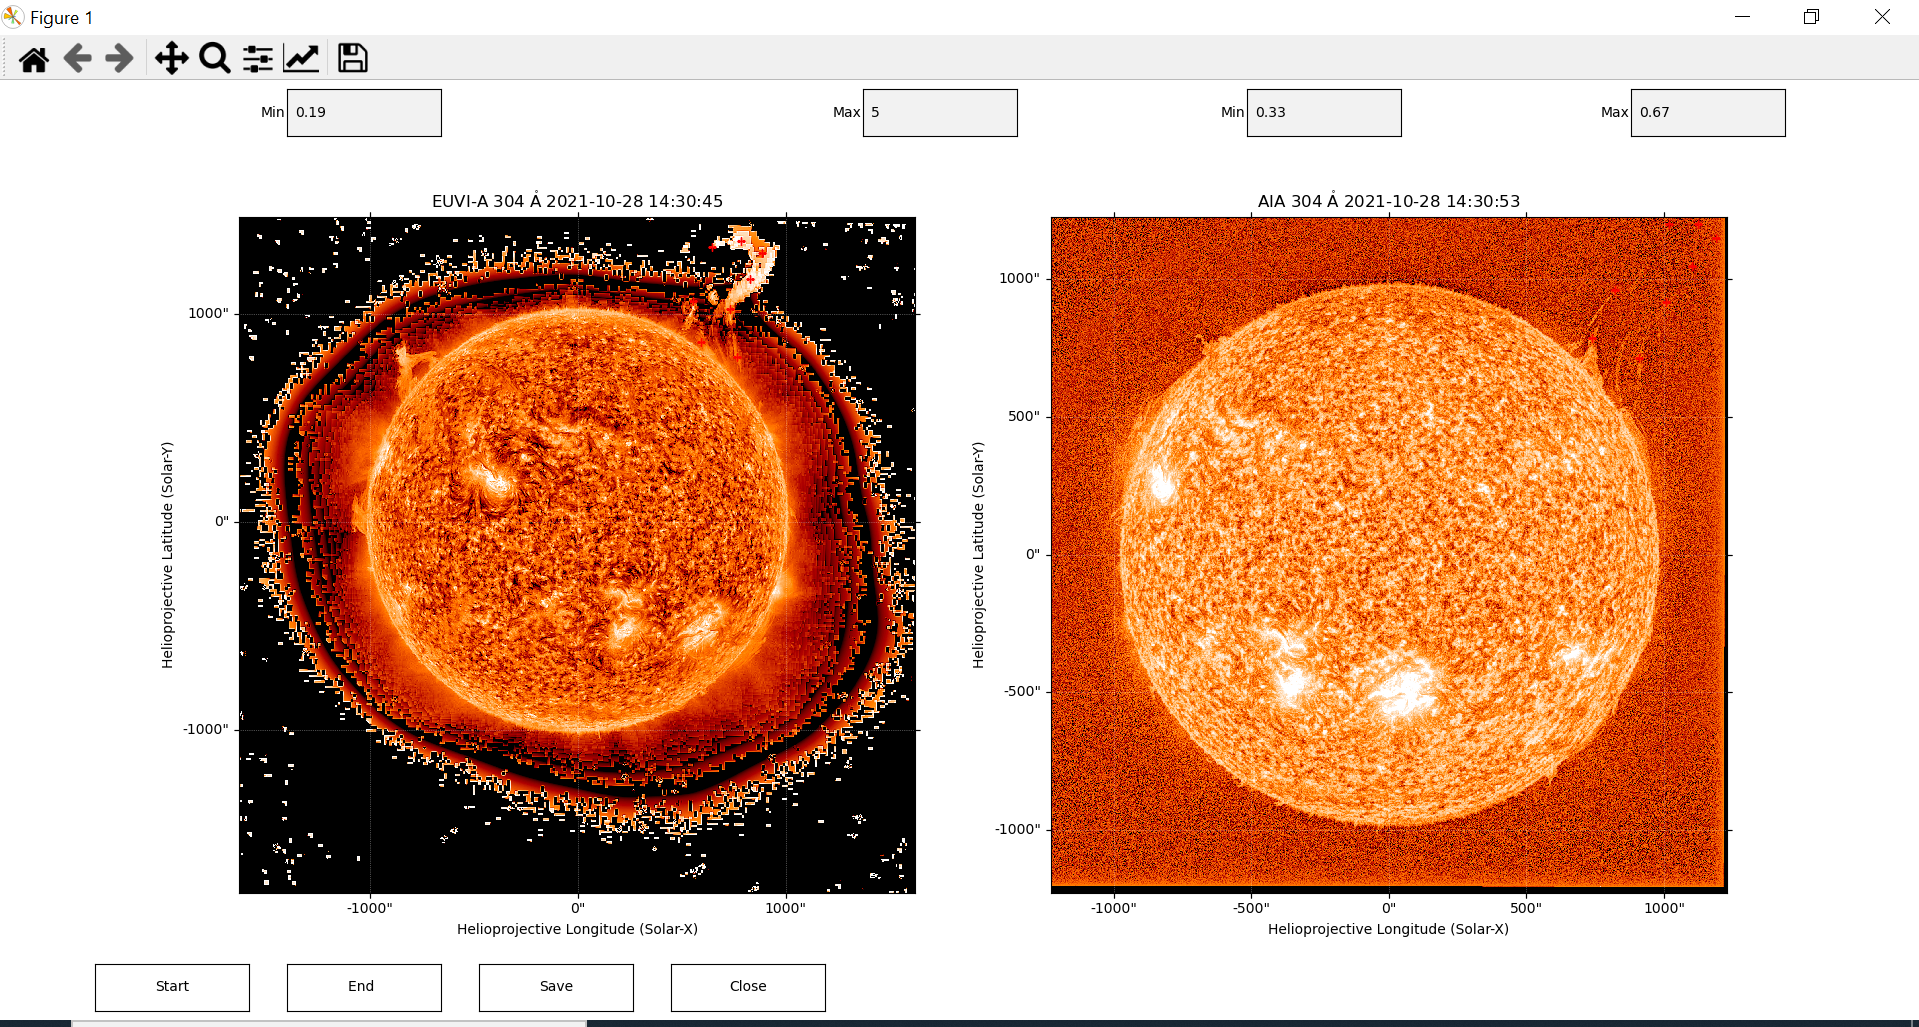 Figure 1
Min 0.19 Max 5 Min 0.33 Max 0.67
EUVI-A 304 Å 2021-10-28 14:30:45
1000"
0"
-1000"
Helioprojective Latitude (Solar-Y)
-1000" 0" 1000"
Helioprojective Longitude (Solar-X)
AIA 304 Å 2021-10-28 14:30:53
1000"
500"
0"
-500"
-1000"
Helioprojective Latitude (Solar-Y)
-1000" -500" 0" 500" 1000"
Helioprojective Longitude (Solar-X)
Start End Save Close